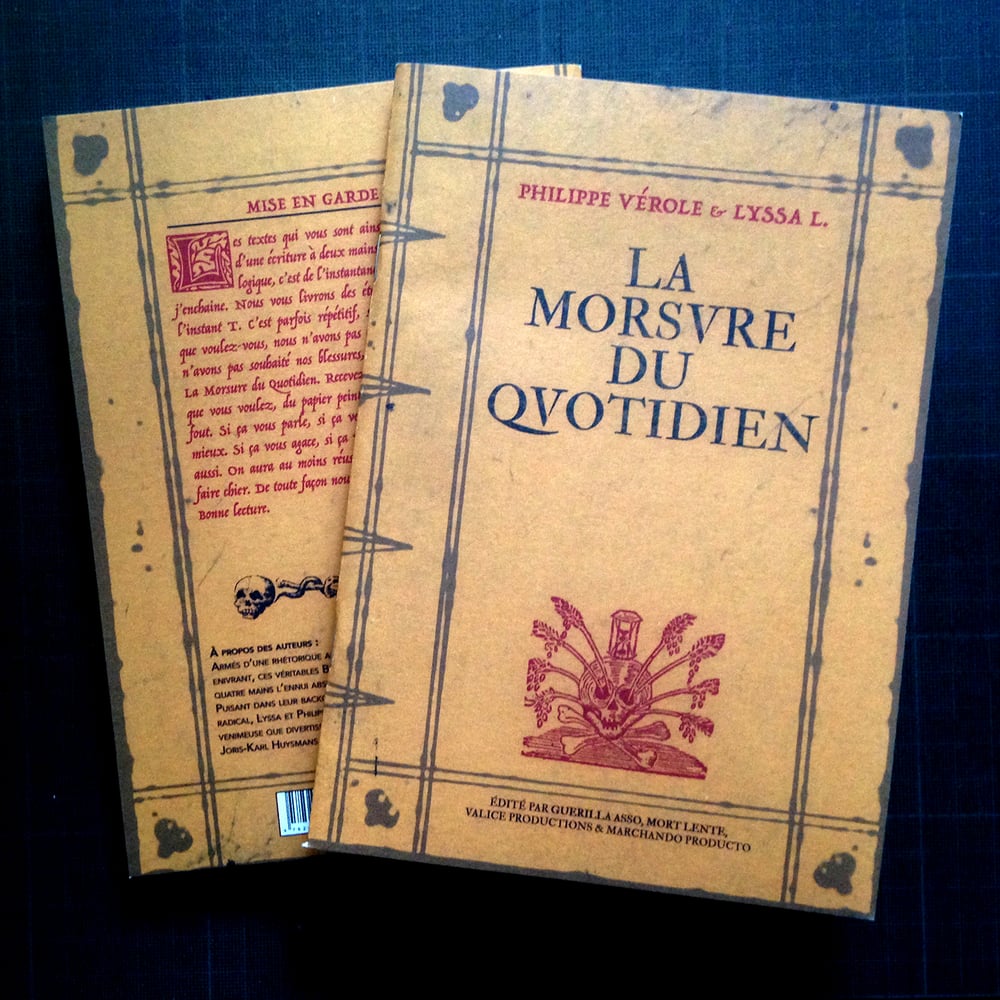 MISE EN GARDE
Les textes qui vous sont ains
d'une écriture à deux mains
logique, c'est de l'instantan
j'enchaine. Nous vous livrons des
l'instant T. C'est parfois répétitif,
que voulez-vous, nous n'avons pas
n'avons pas souhaité nos blessures,
La Morsure du Quotidien. Recevez
que vous voulez, du papier pein
fout. Si ça vous parle, si ça
mieux. Si ça vous agace, si ça
aussi. On aura au moins réus
faire chier. De toute façon nou
Bonne lecture.
À PROPOS DES AUTEURS :
ARMÉS D'UNE RHÉTORIQUE
ENIVRANT, CES VÉRITABLES
QUATRE MAINS L'ENNUI ABS
PUISANT DANS LEUR BACK
RADICAL, LYSSA ET PHILIP
VENIMEUSE QUE DIVERTIS
JORIS-KARL HUYSMANS
PHILIPPE VÉROLE & LYSSA L.
LA
MORSVRE
DU
QVOTIDIEN
ÉDITÉ PAR GUERILLA ASSO, MORT LENTE,
VALICE PRODUCTIONS & MARCHANDO PRODUCTO